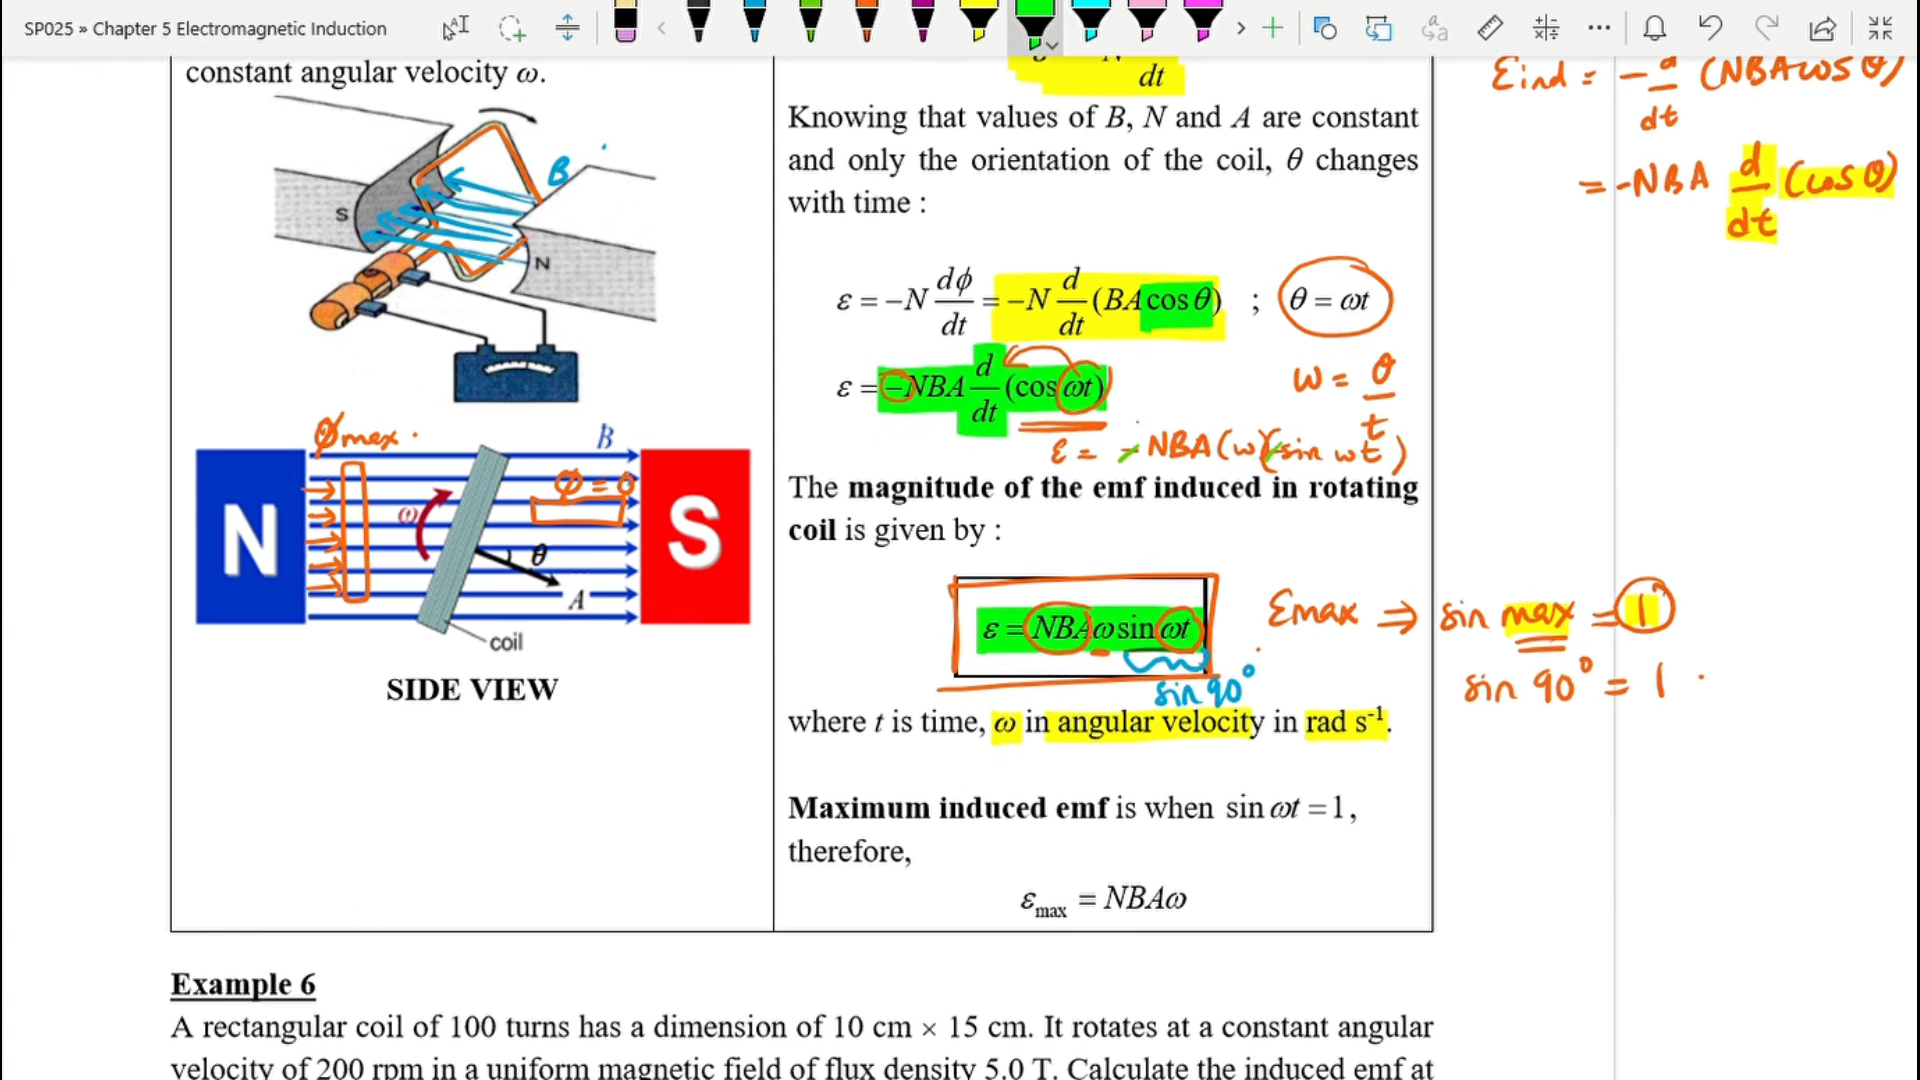 SP025 » Chapter 5 Electromagnetic Induction
constant angular velocity ω.
B
S
N
Φmax .
B
N
ω
Φ = 0
θ
S
A
coil
SIDE VIEW
dt
Knowing that values of B, N and A are constant
and only the orientation of the coil, θ changes
with time :
ε = −N dϕ/dt = −N d/dt (BA cos θ) ; θ = ωt
ε = −NBA d/dt (cos ωt)
ω = θ/t
ε = - NBA(ω)(-sin ωt)
The magnitude of the emf induced in rotating
coil is given by :
ε = NBAω sin ωt
sin 90°
where t is time, ω in angular velocity in rad s⁻¹.
Maximum induced emf is when sin ωt = 1,
therefore,
εmax = NBAω
Εind = - d/dt (NBA cos θ)
= -NBA d/dt (cos θ)
Εmax ⇒ sin max = 1
sin 90° = 1 .
Example 6
A rectangular coil of 100 turns has a dimension of 10 cm × 15 cm. It rotates at a constant angular
velocity of 200 rpm in a uniform magnetic field of flux density 5.0 T. Calculate the induced emf at